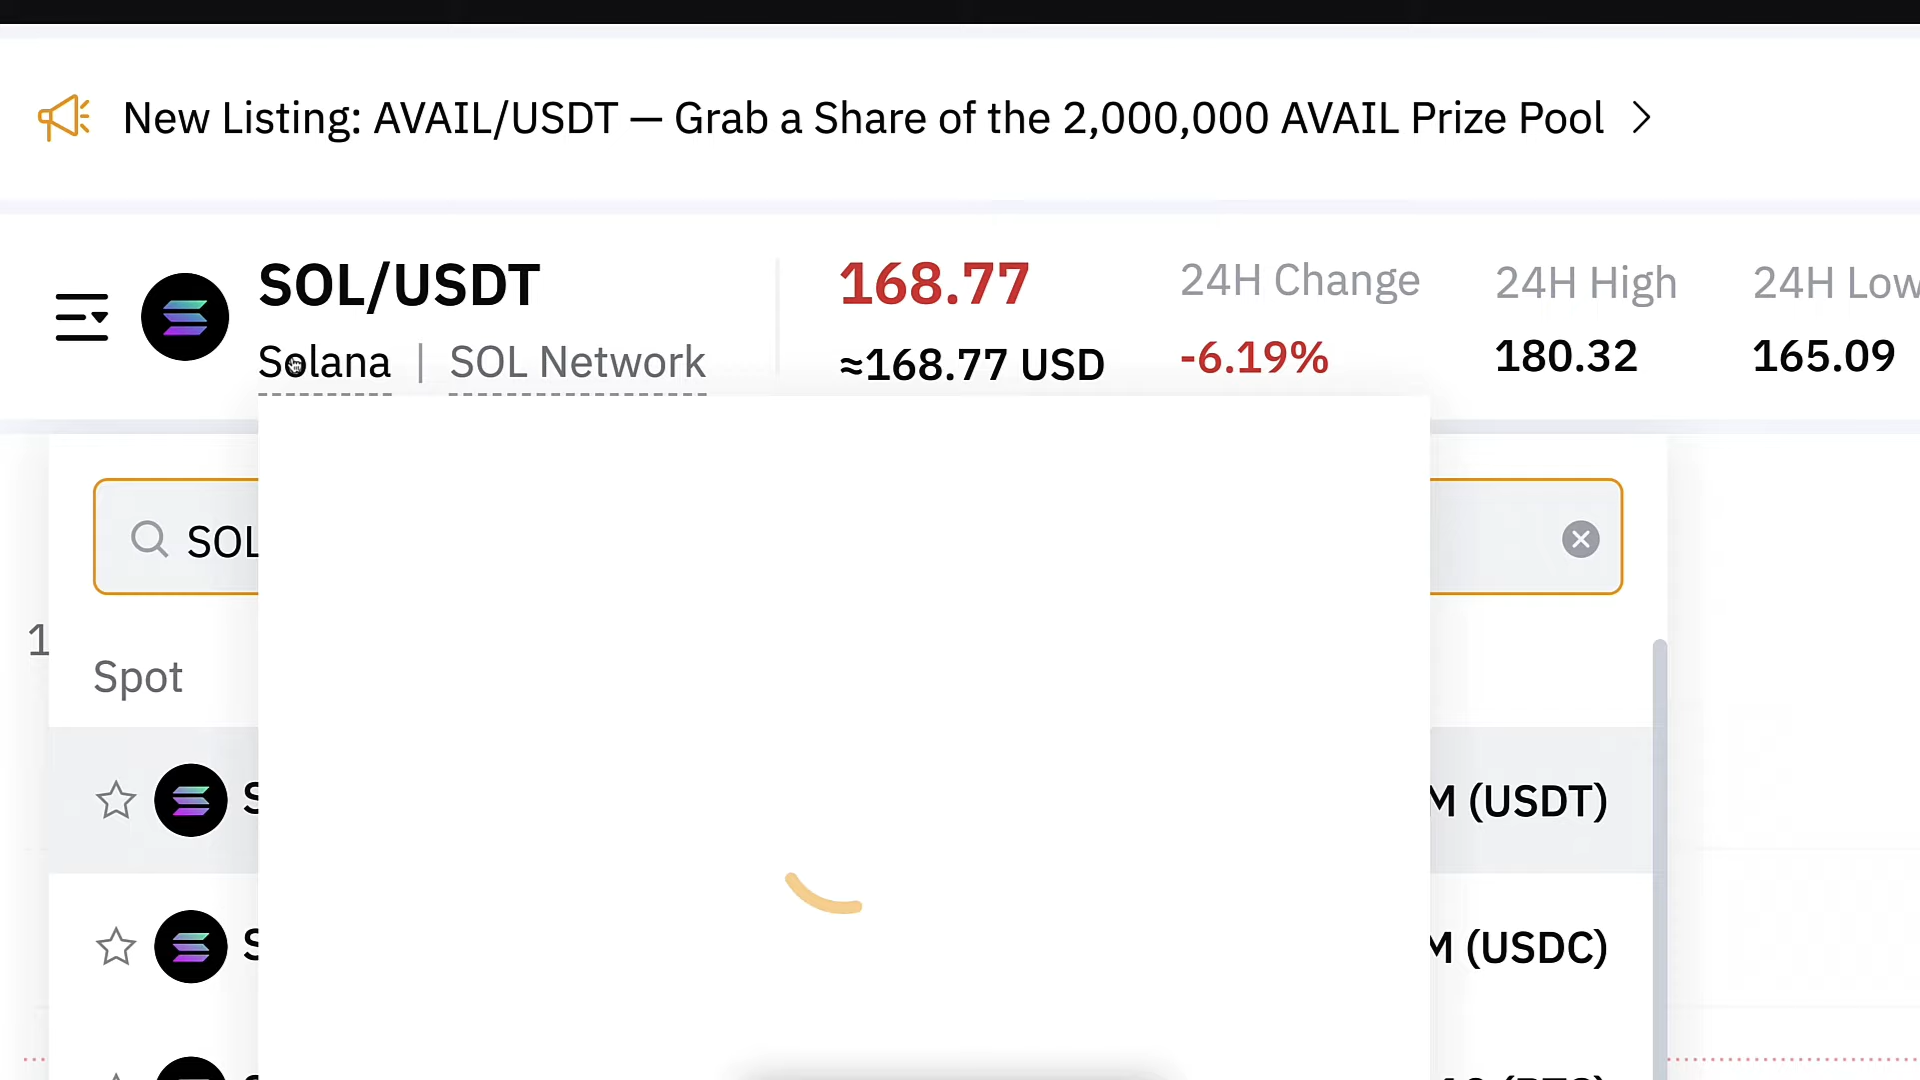 New Listing: AVAIL/USDT — Grab a Share of the 2,000,000 AVAIL Prize Pool
SOL/USDT
Solana | SOL Network
168.77
≈168.77 USD
24H Change
-6.19%
24H High
180.32
24H Low
165.09
SOL
1
Spot
S
M (USDT)
S
M (USDC)